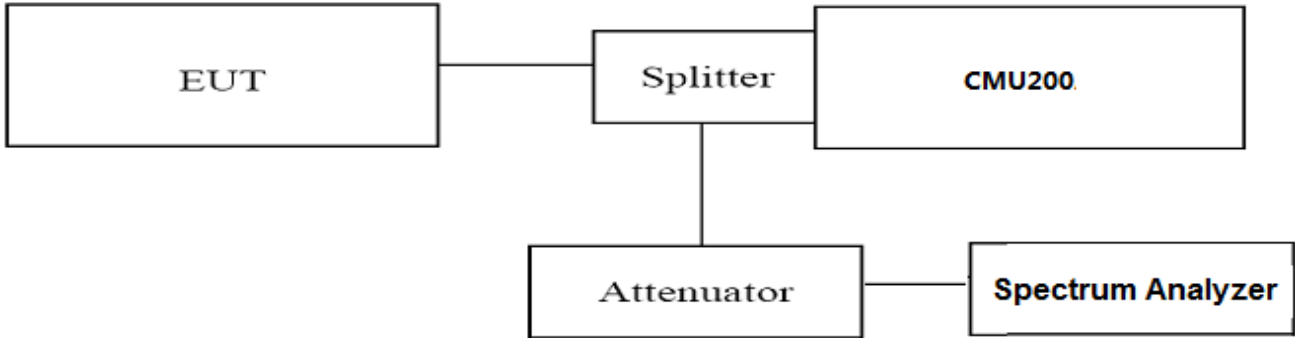 EUT
Splitter
CMU200
Attenuator
Spectrum Analyzer